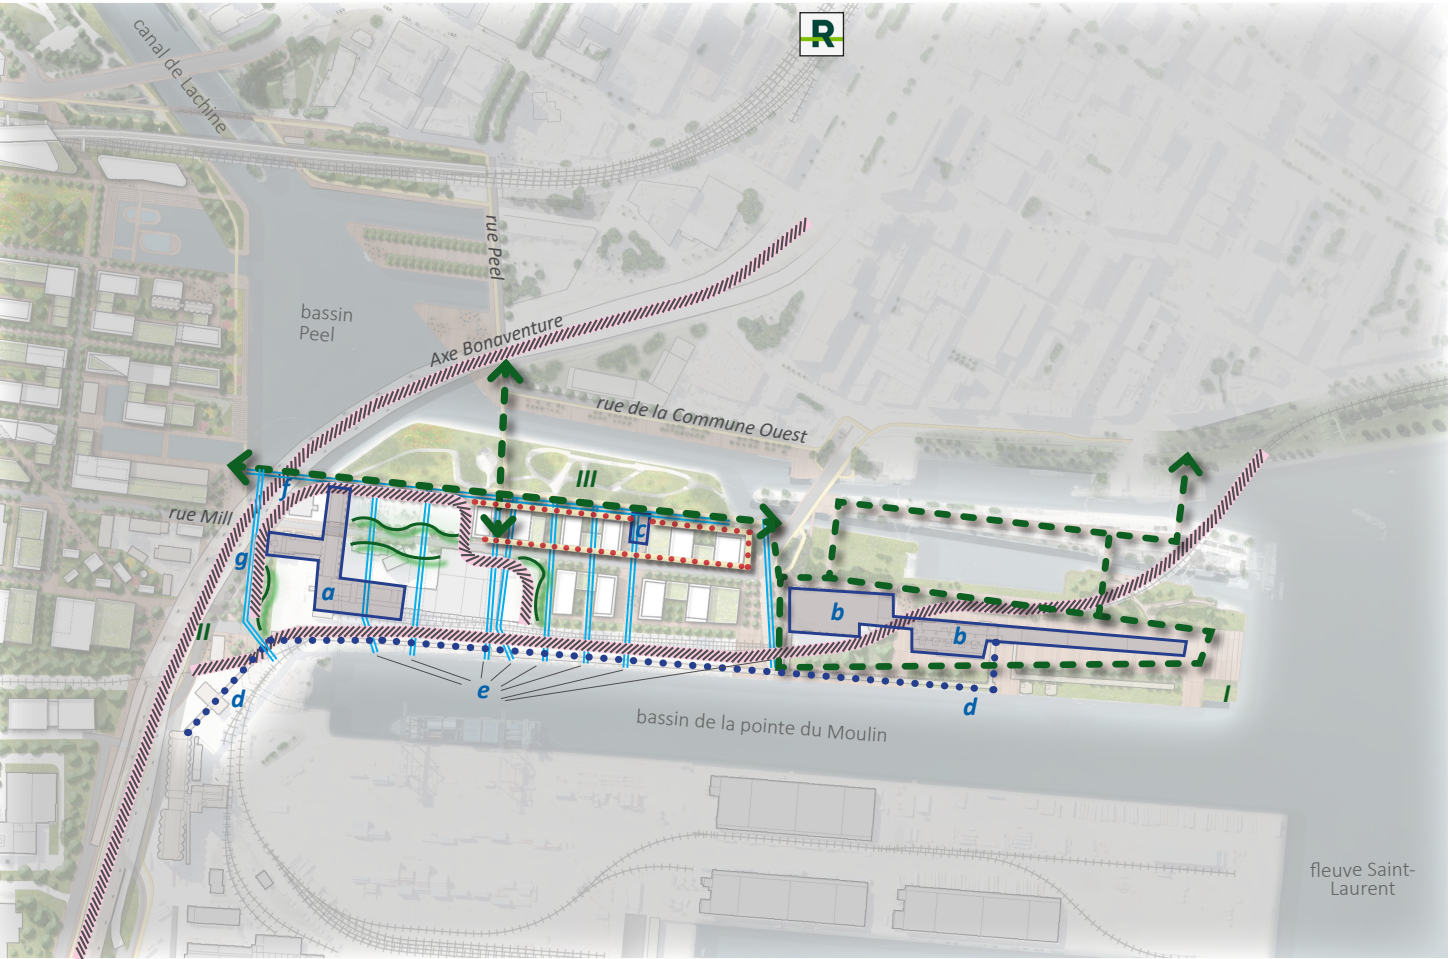 R
canal de Lachine
rue Peel
bassin
Peel
Axe Bonaventure
rue de la Commune Ouest
III
f
rue Mill
c
g
a
b
b
II
d
e
I
d
bassin de la pointe du Moulin
fleuve Saint-
Laurent